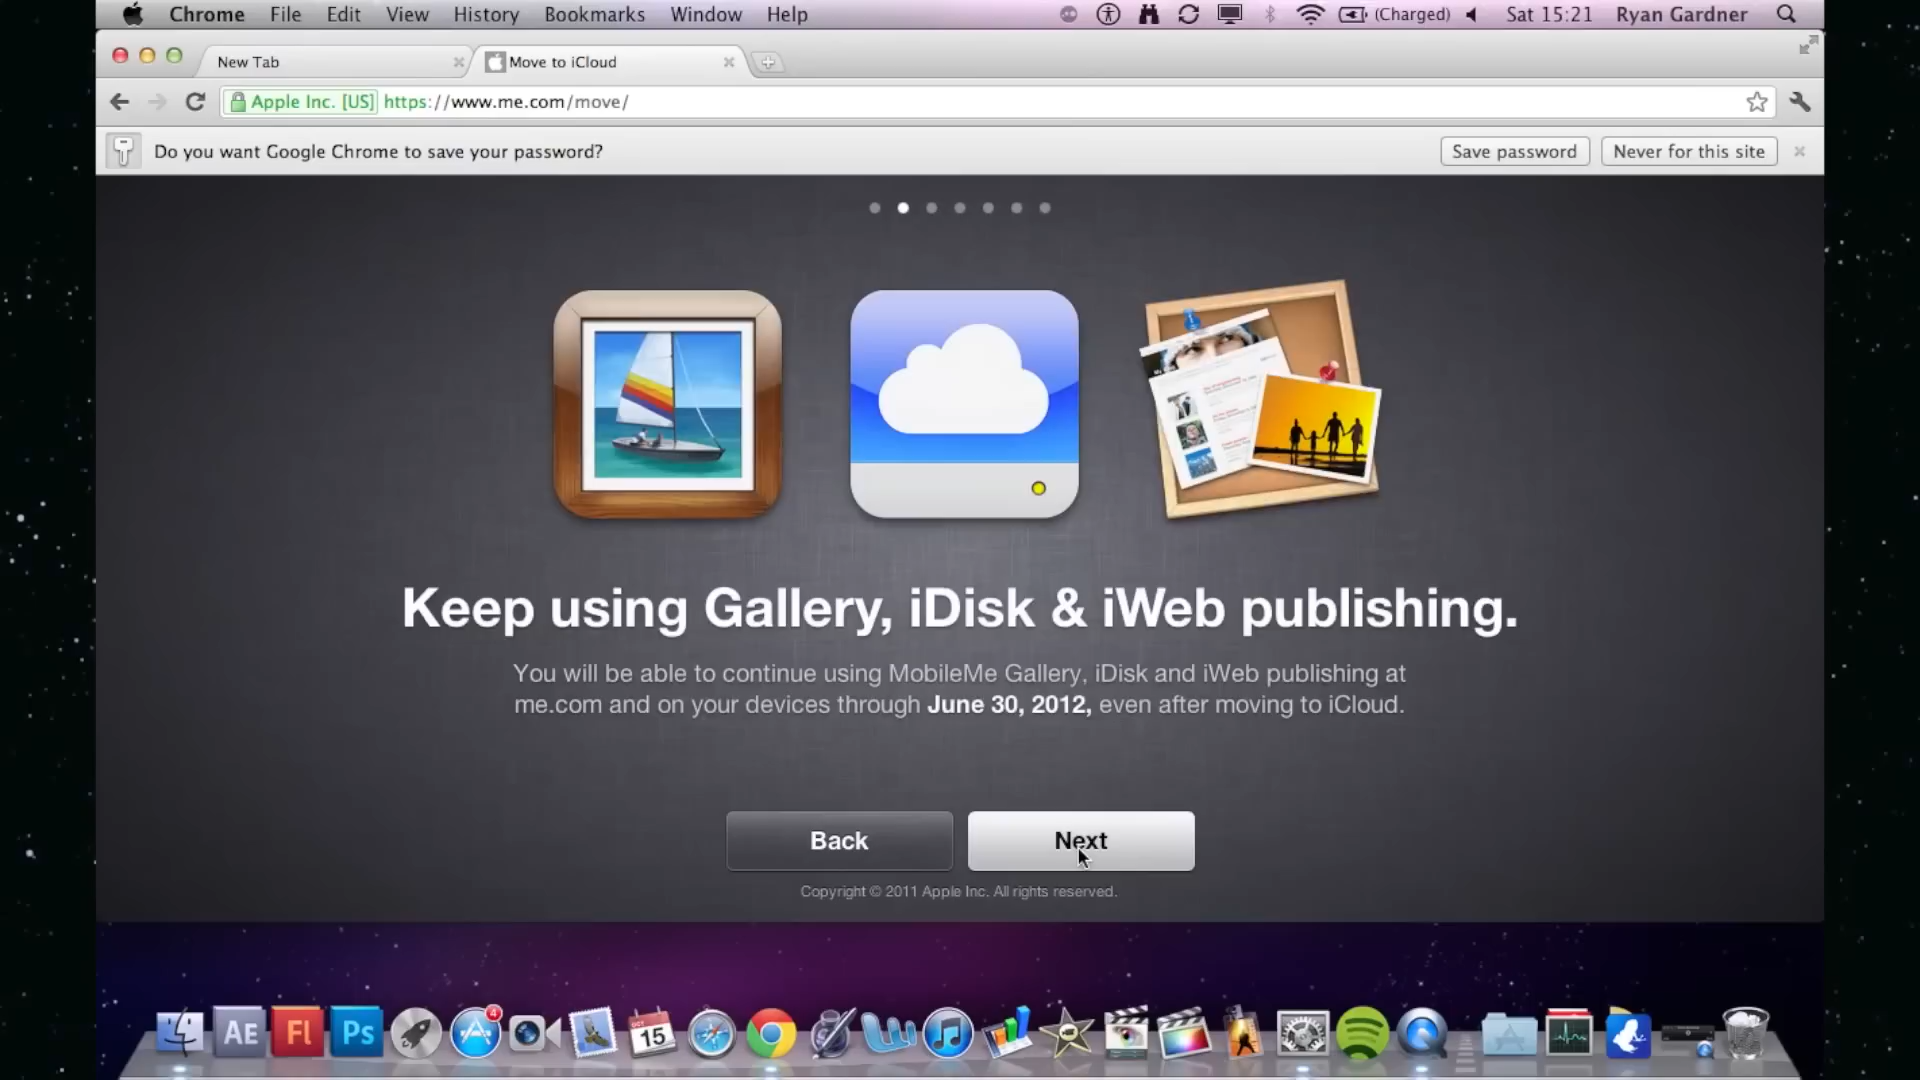 Chrome File Edit View History Bookmarks Window Help (Charged) Sat 15:21 Ryan Gardner
New Tab Move to iCloud
Apple Inc. [US] https://www.me.com/move/
Do you want Google Chrome to save your password? Save password Never for this site
Keep using Gallery, iDisk & iWeb publishing.
You will be able to continue using MobileMe Gallery, iDisk and iWeb publishing at
me.com and on your devices through June 30, 2012, even after moving to iCloud.
Back Next
Copyright © 2011 Apple Inc. All rights reserved.
AE Fl Ps 4 OCT 15